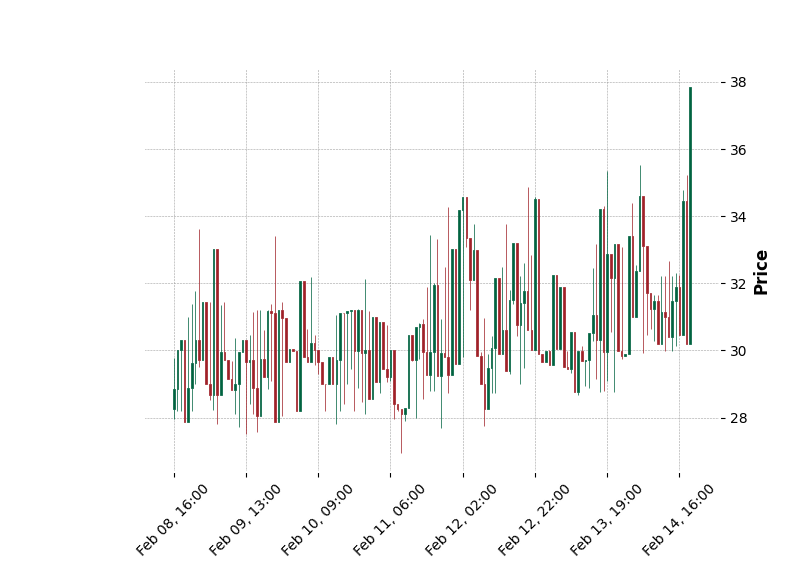 38
36
34
32
30
28
Price
Feb 08, 16:00
Feb 09, 13:00
Feb 10, 09:00
Feb 11, 06:00
Feb 12, 02:00
Feb 12, 22:00
Feb 13, 19:00
Feb 14, 16:00